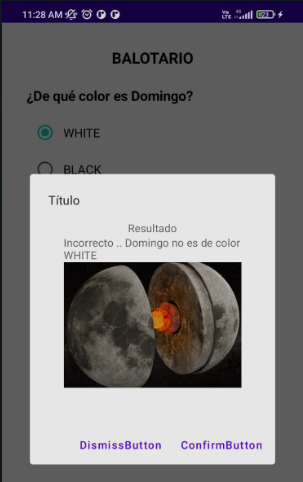 11:28 AM
BALOTARIO
¿De qué color es Domingo?
WHITE
BLACK
Título
Resultado
Incorrecto .. Domingo no es de color
WHITE
DismissButton
ConfirmButton